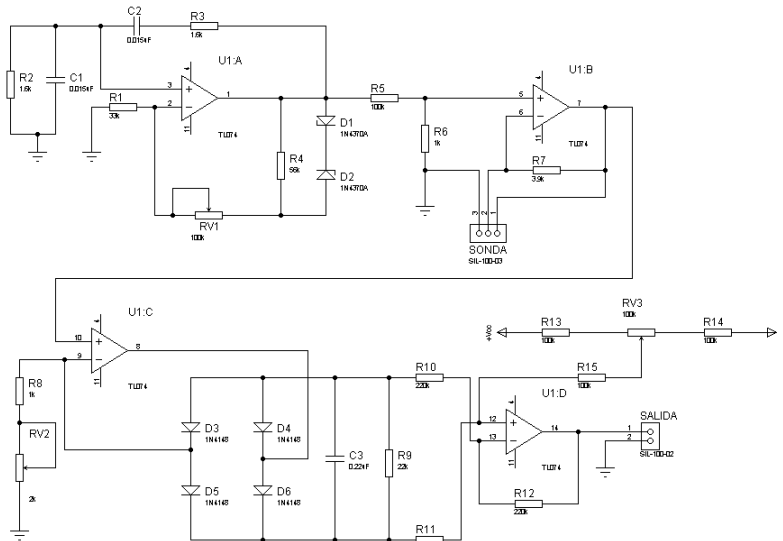 C2
0.015uF
R3
1.6k
R2
1.6k
C1
0.015uF
U1:A
4
3
2
1
11
TL074
R1
33k
R4
56k
D1
1N4370A
D2
1N4370A
RV1
100k
R5
100k
R6
1k
U1:B
4
5
6
7
11
TL074
R7
3.9k
3
2
1
SONDA
SIL-100-03
U1:C
4
10
9
8
11
TL074
R8
1k
RV2
2k
D3
1N4148
D4
1N4148
D5
1N4148
D6
1N4148
C3
0.22uF
R9
22k
R10
220k
R11
+Vcc
R13
100k
RV3
100k
R14
100k
R15
100k
U1:D
4
12
13
14
11
TL074
R12
220k
SALIDA
1
2
SIL-100-02